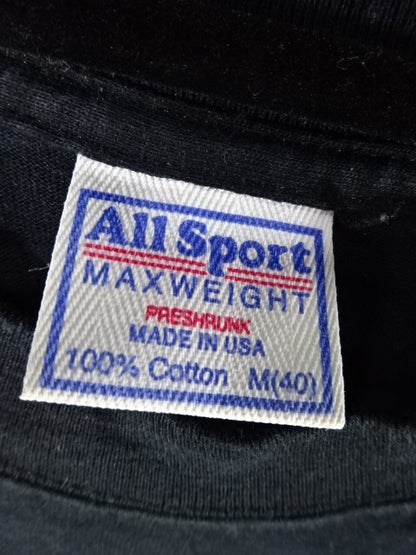 All Sport
MAXWEIGHT
PRESHRUNK
MADE IN USA
100% Cotton M(40)